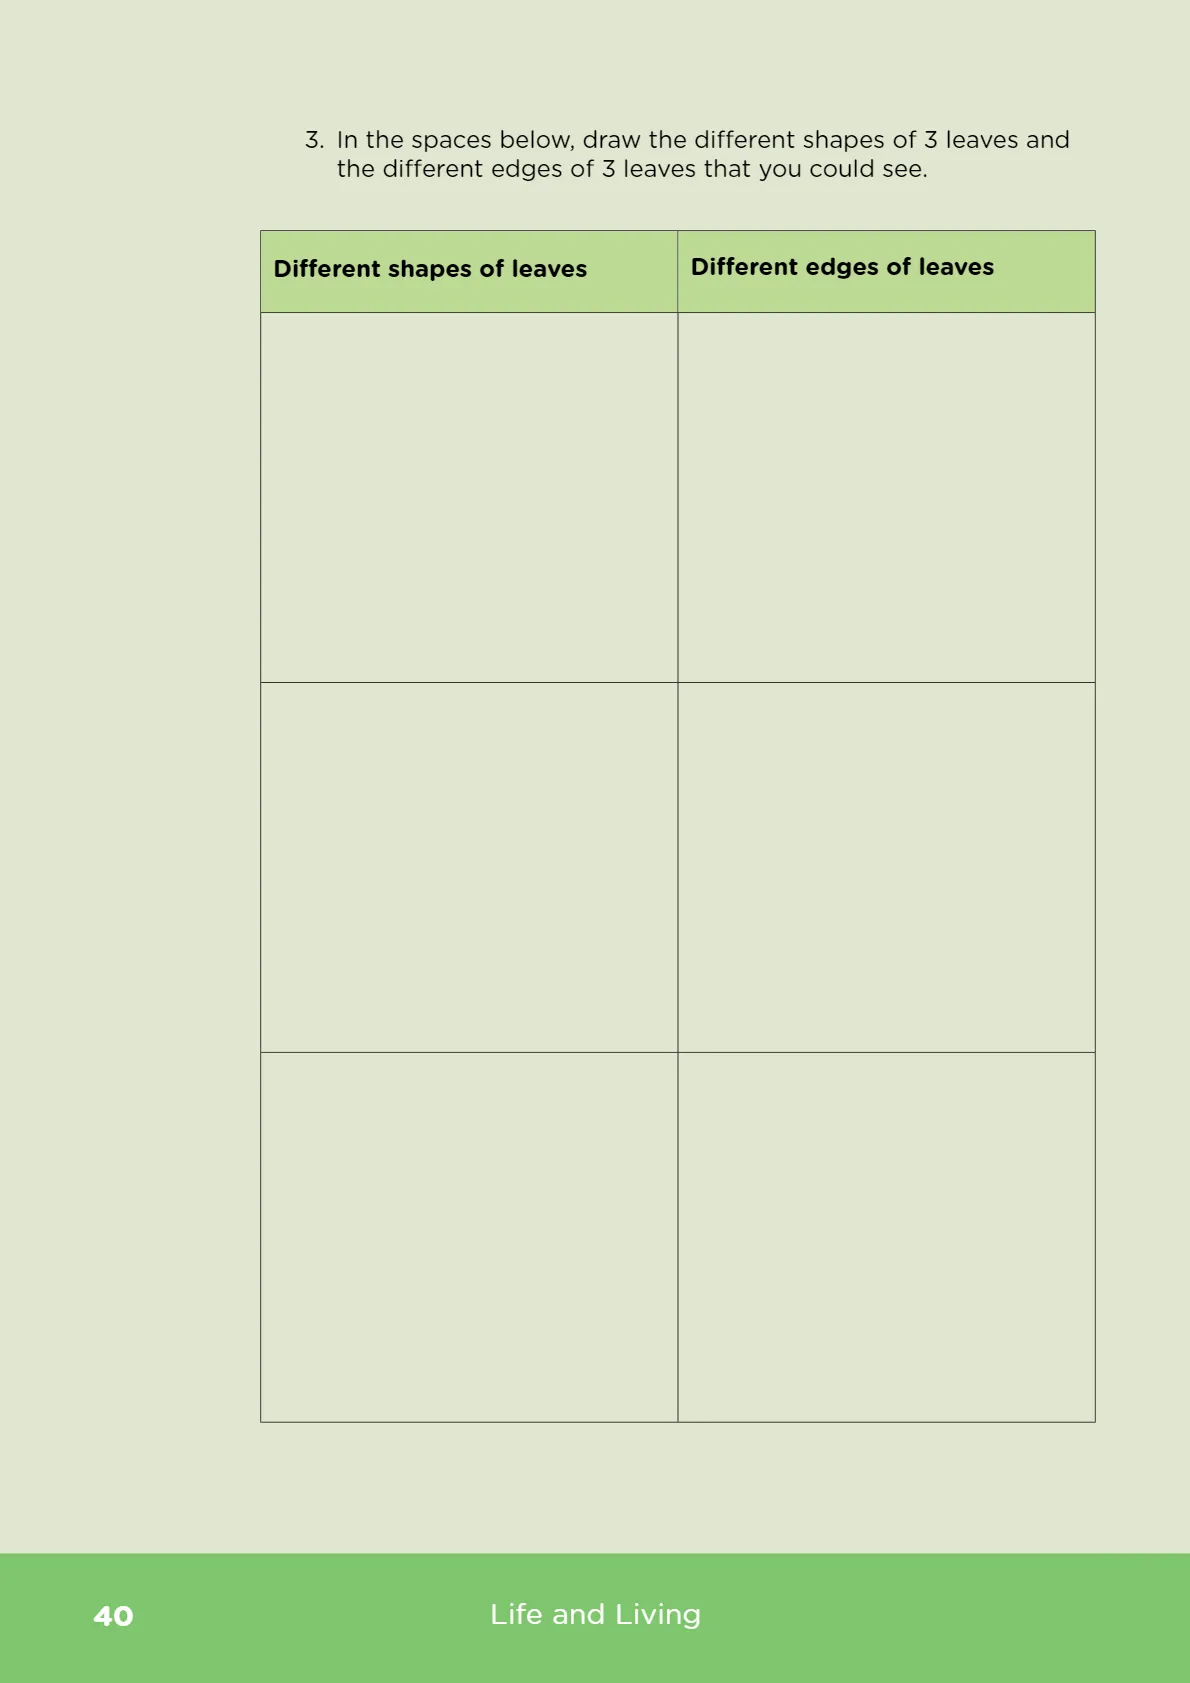 3. In the spaces below, draw the different shapes of 3 leaves and
the different edges of 3 leaves that you could see.
Different shapes of leaves
Different edges of leaves
40
Life and Living